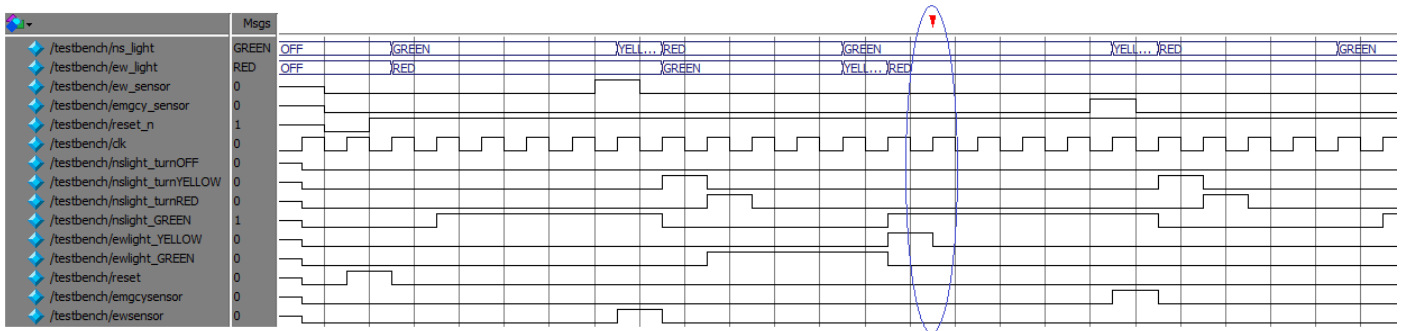 Msgs
/testbench/ns_light GREEN OFF GREEN YELL... RED GREEN YELL... RED GREEN
/testbench/ew_light RED OFF RED GREEN YELL... RED
/testbench/ew_sensor 0
/testbench/emgcy_sensor 0
/testbench/reset_n 1
/testbench/clk 0
/testbench/nslight_turnOFF 0
/testbench/nslight_turnYELLOW 0
/testbench/nslight_turnRED 0
/testbench/nslight_GREEN 1
/testbench/ewlight_YELLOW 0
/testbench/ewlight_GREEN 0
/testbench/reset 0
/testbench/emgcysensor 0
/testbench/ewsensor 0